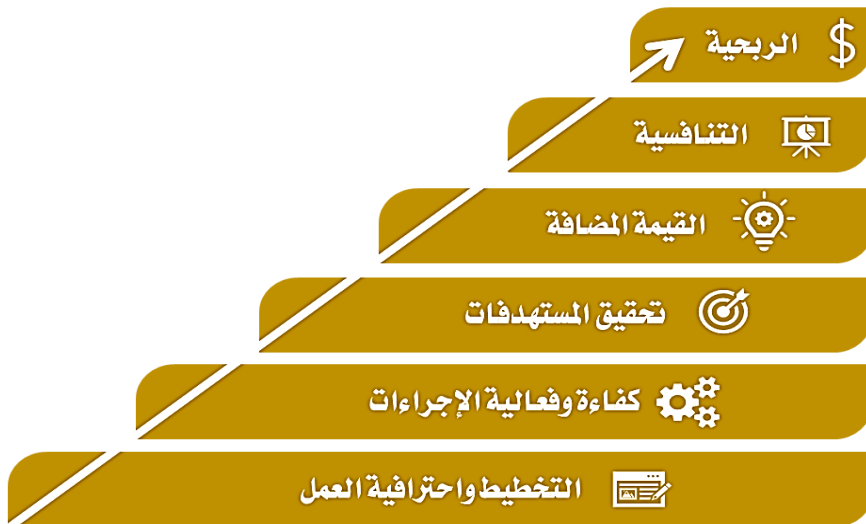 الربحية
التنافسية
القيمة المضافة
تحقيق المستهدفات
كفاءة وفعالية الإجراءات
التخطيط واحترافية العمل